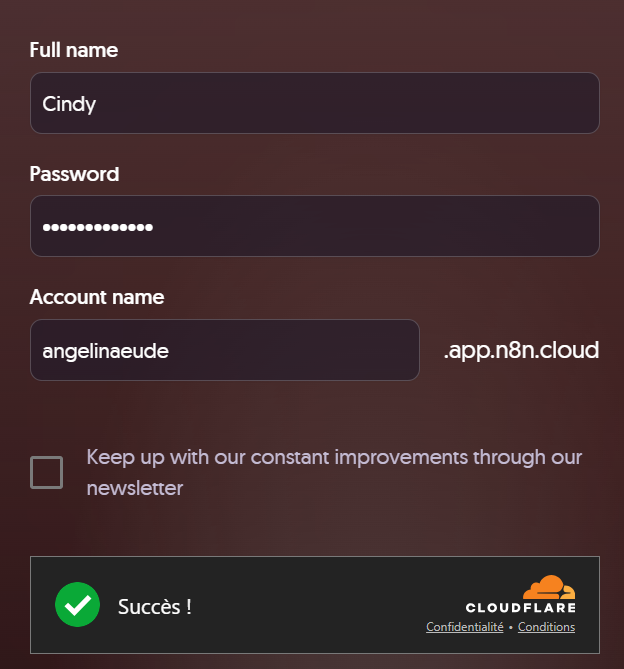 Full name
Cindy
Password
•••••••••••••
Account name
angelinaeude
.app.n8n.cloud
Keep up with our constant improvements through our
newsletter
Succès !
CLOUDFLARE
Confidentialité • Conditions